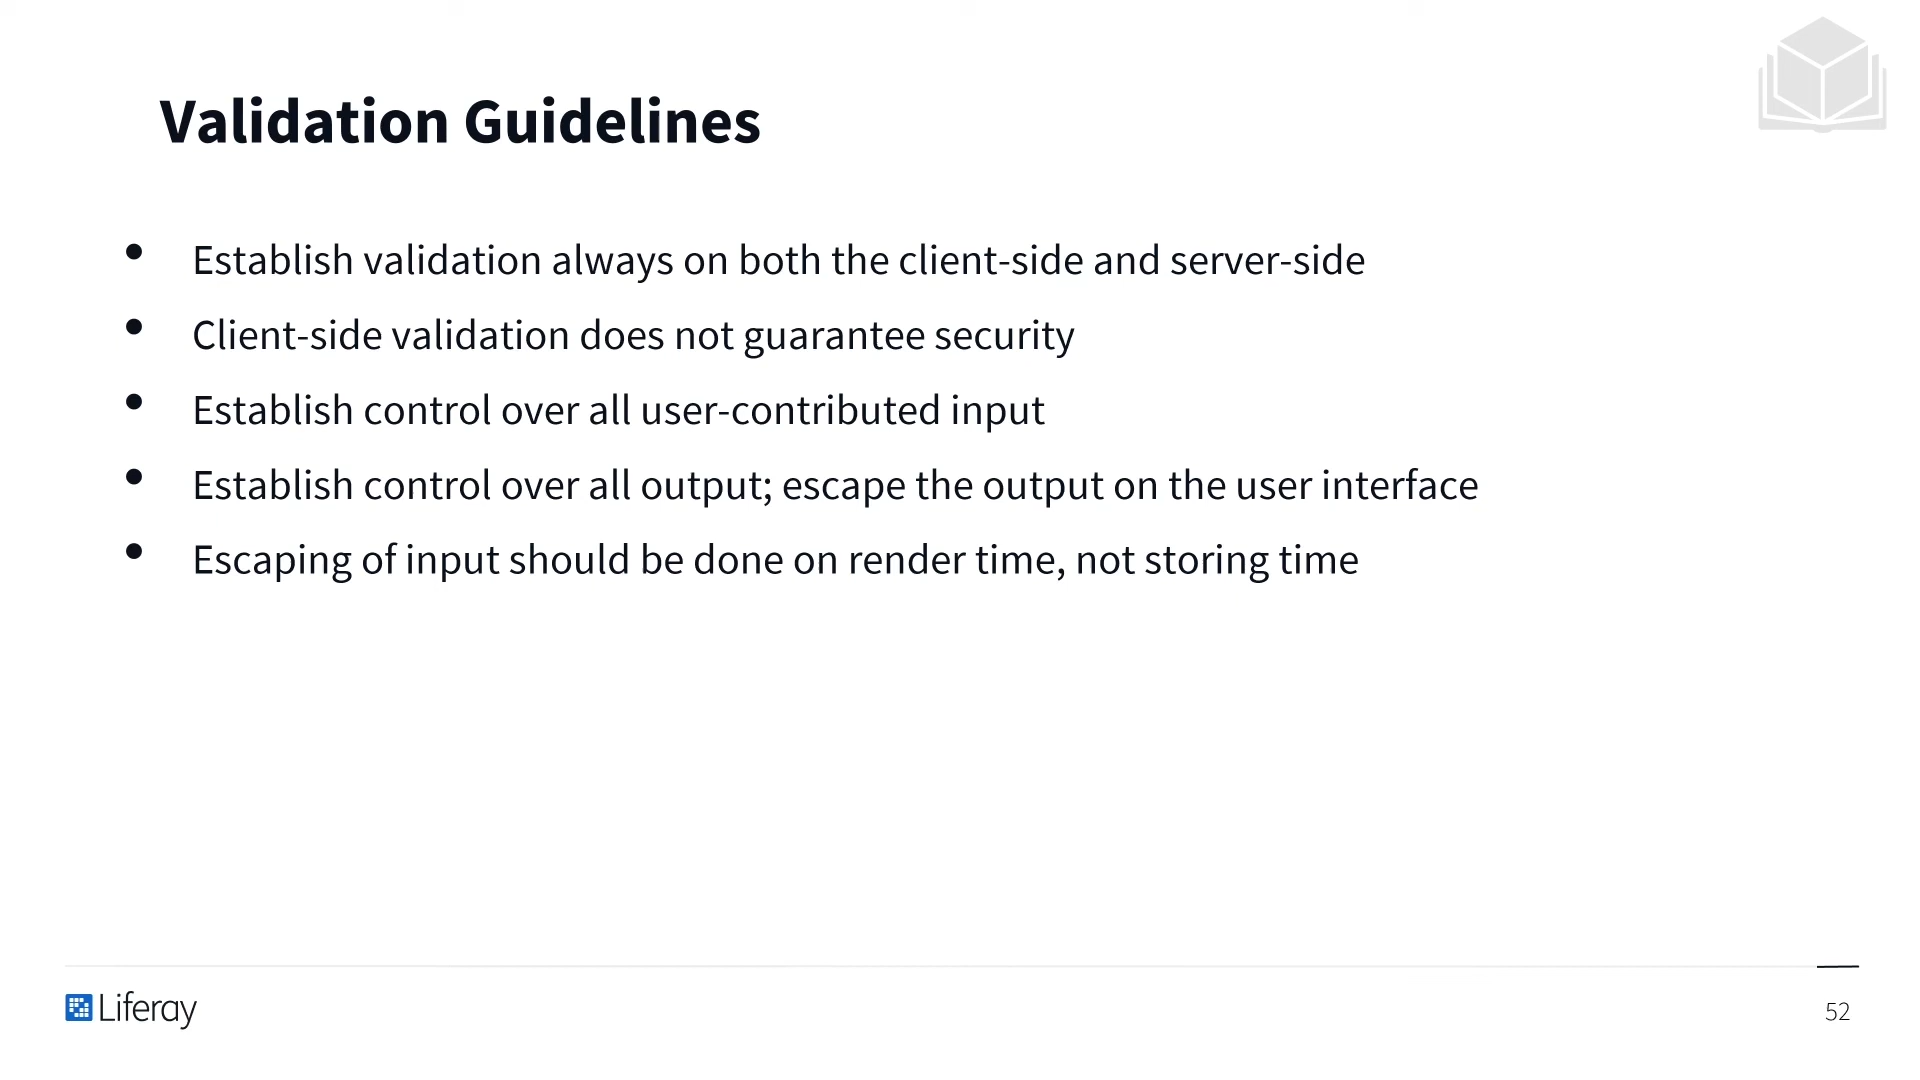 Validation Guidelines
• Establish validation always on both the client-side and server-side
• Client-side validation does not guarantee security
• Establish control over all user-contributed input
• Establish control over all output; escape the output on the user interface
• Escaping of input should be done on render time, not storing time
Liferay
52